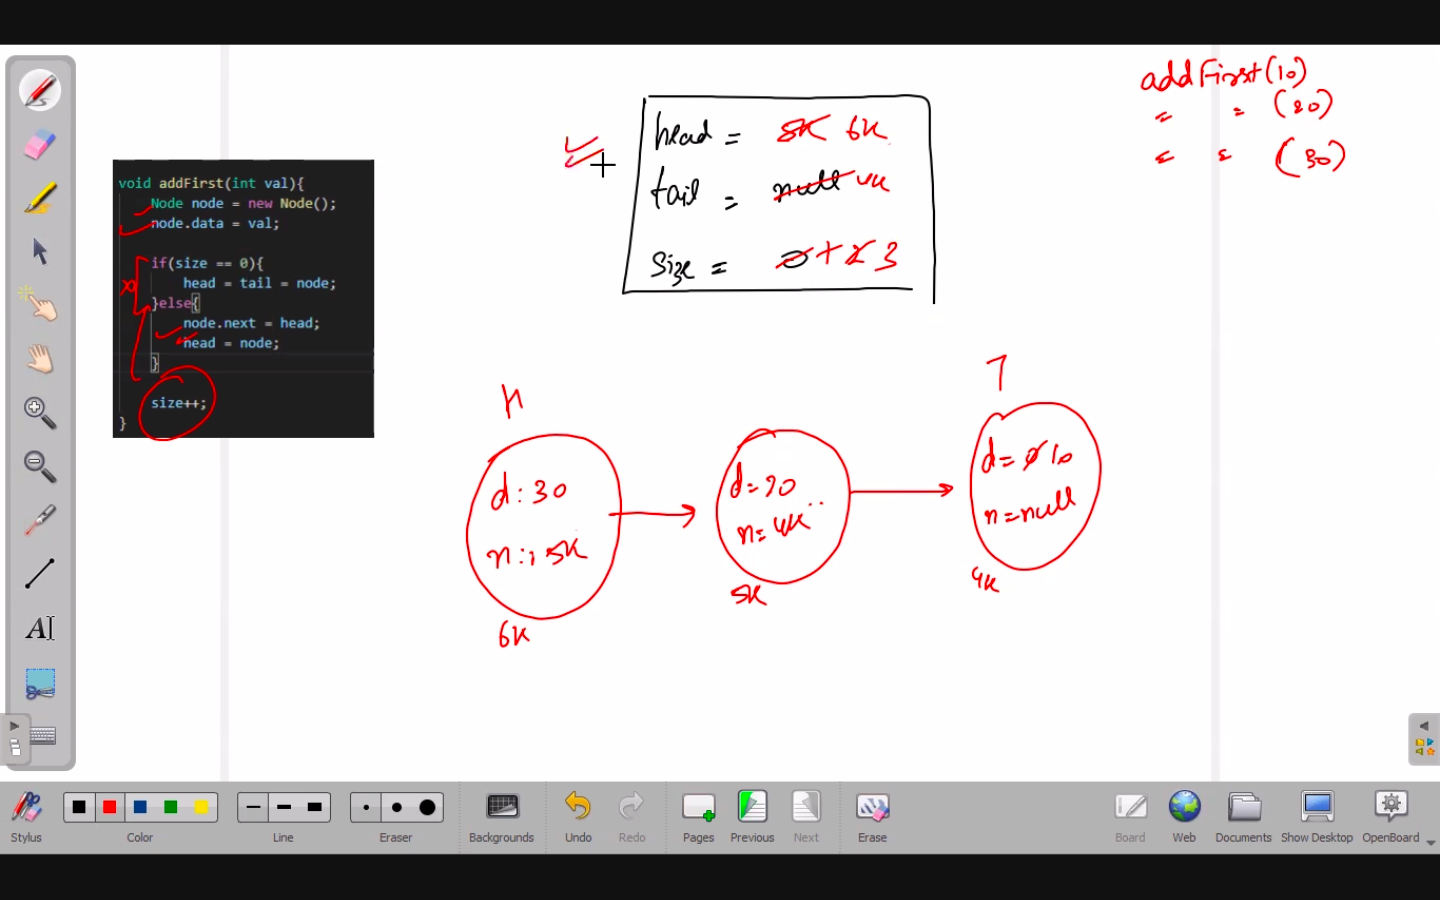 addFirst(10)
" " (20)
" " (30)
head = 5K 6K
tail = null 4K
size = 0 1 2 3
void addFirst(int val){
Node node = new Node();
node.data = val;
if(size == 0){
head = tail = node;
}else{
node.next = head;
head = node;
}
size++;
}
H
T
d: 30
n: 5K
6K
d=20
n=4K
5K
d=0 10
n=null
4K
Stylus
Color
Line
Eraser
Backgrounds
Undo
Redo
Pages
Previous
Next
Erase
Board
Web
Documents
Show Desktop
OpenBoard